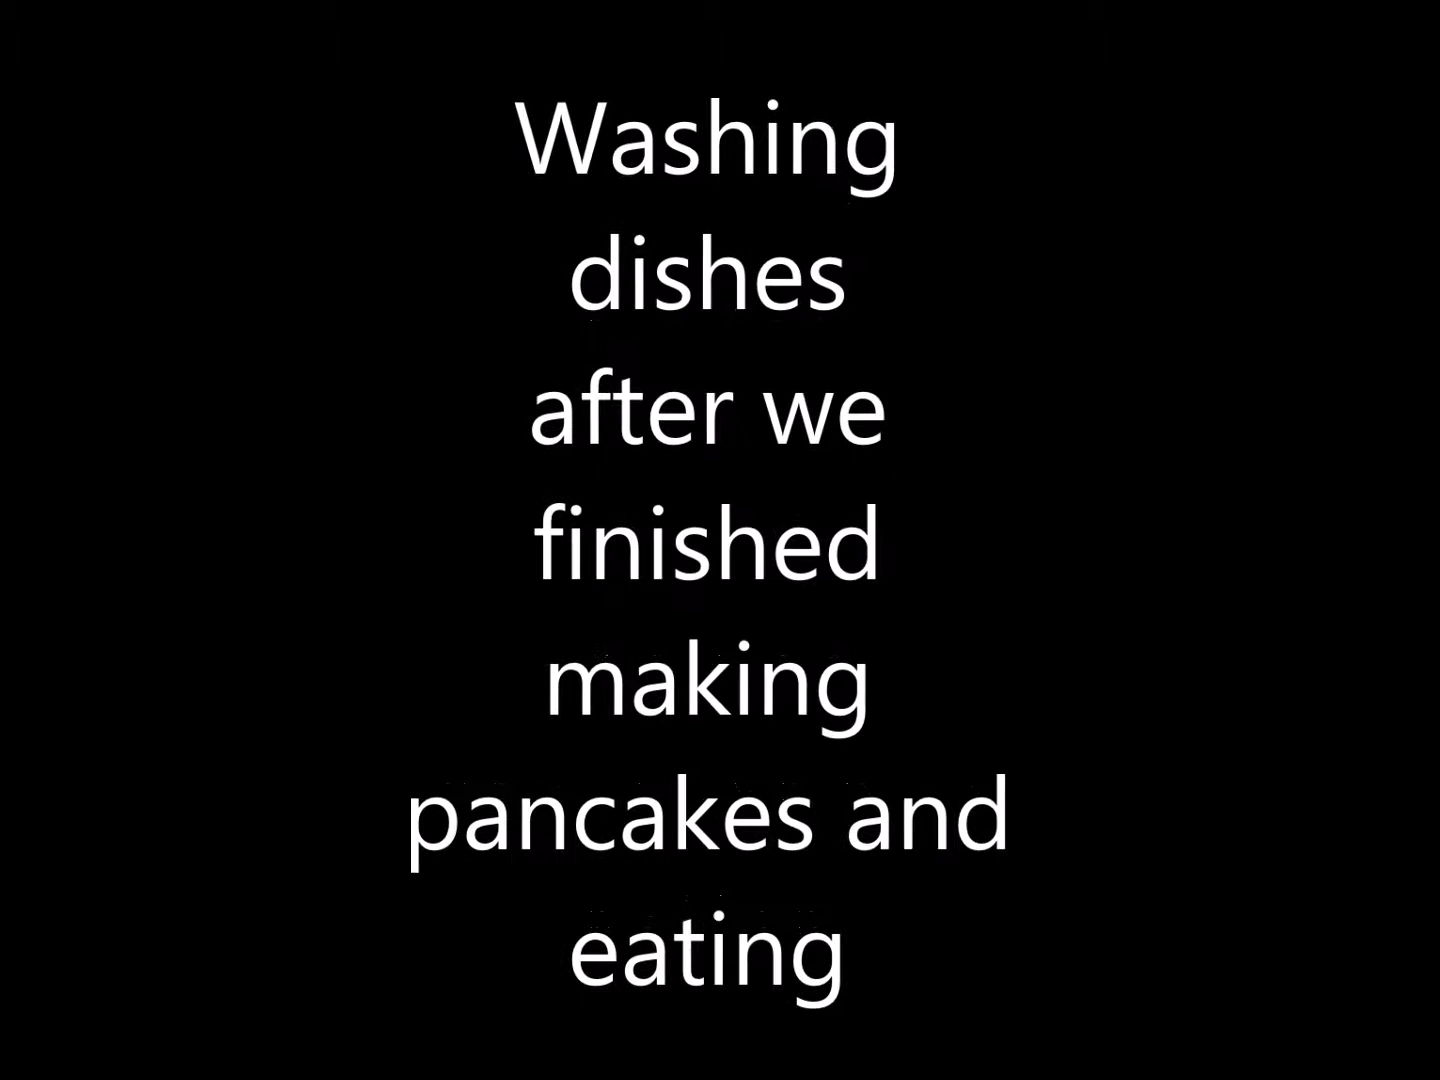 Washing
dishes
after we
finished
making
pancakes and
eating